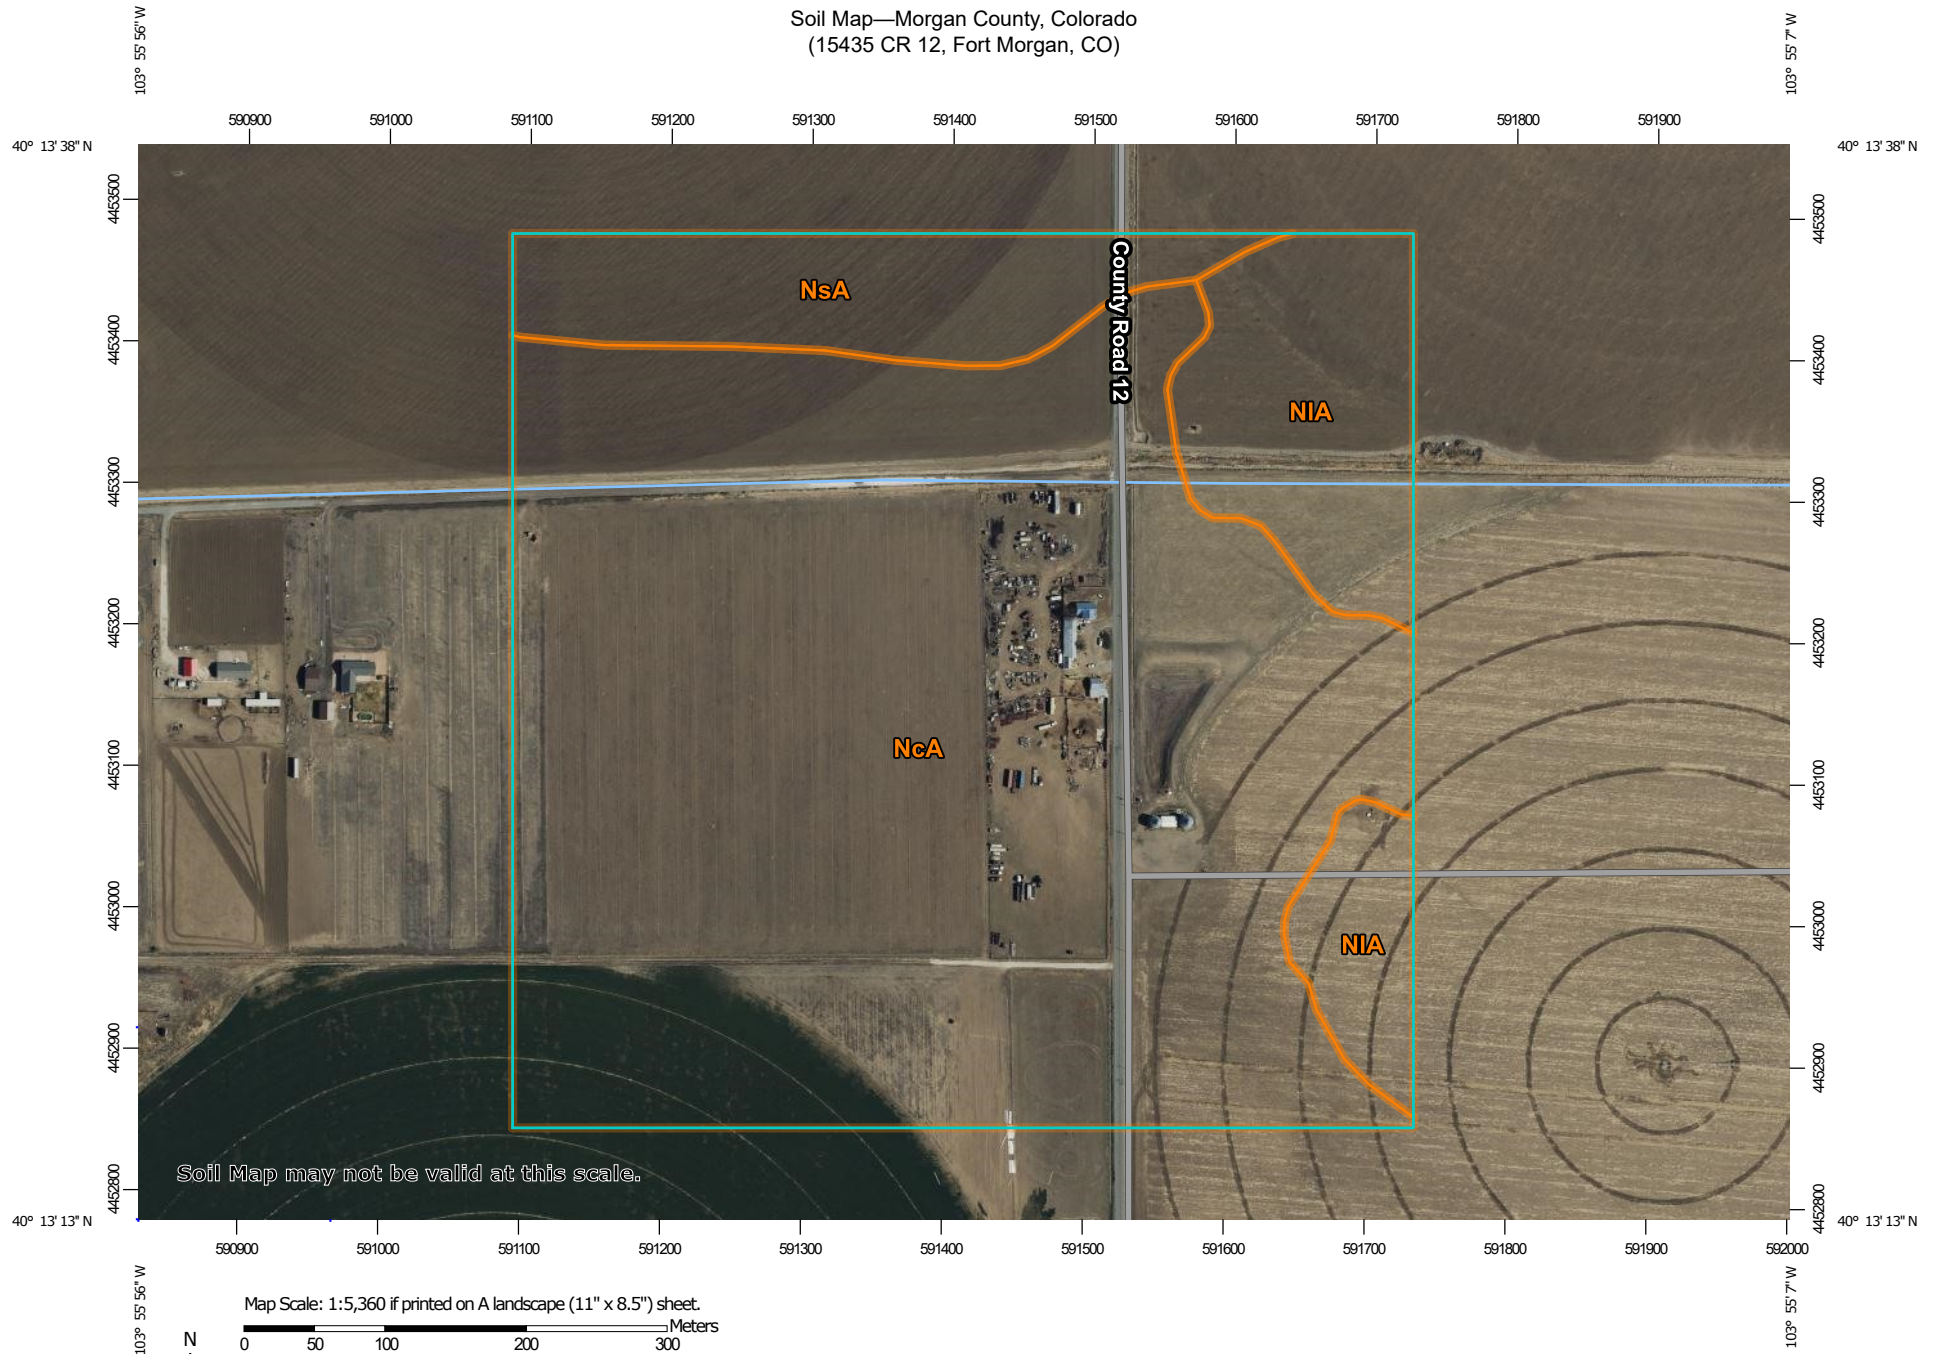 Soil Map—Morgan County, Colorado
(15435 CR 12, Fort Morgan, CO)
103° 55' 56" W
103° 55' 7" W
590900 591000 591100 591200 591300 591400 591500 591600 591700 591800 591900
40° 13' 38" N
40° 13' 38" N
4453500
4453500
County Road 12
NsA
4453400
4453400
NlA
4453300
4453300
4453200
4453200
NcA
4453100
4453100
4453000
4453000
NlA
4452900
4452900
Soil Map may not be valid at this scale.
4452800
4452800
40° 13' 13" N
40° 13' 13" N
590900 591000 591100 591200 591300 591400 591500 591600 591700 591800 591900 592000
103° 55' 56" W
103° 55' 7" W
Map Scale: 1:5,360 if printed on A landscape (11" x 8.5") sheet.
Meters
N
0 50 100 200 300